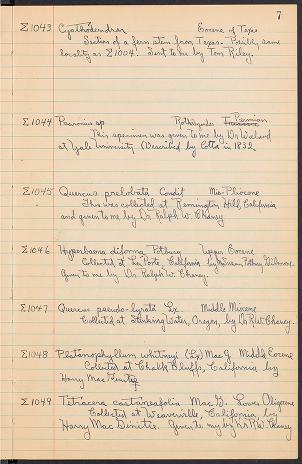 7
Σ1043 Cyathodendron Eocene of Texas
Section of a fern stem from Texas. Possibly same
locality as Σ1004. Sent to me by Tom Riley.
Σ1044 Psaronius sp Rothliegendes Permian
This specimen was given to me by Dr Wieland
at Yale University (Described by Cotta in 1832
Σ1045 Quercus prelobata Condit Mio-Pliocene
This was collected at Remington Hill, California
and given to me by Dr Ralph W. Chaney
Σ1046 Hyperbaena diforma Potbury Upper Eocene
Collected at La Porte, California by Susan Potbury
Given to me by Dr. Ralph W. Chaney.
Σ1047 Quercus pseudo-lyrata Lx Middle Miocene
Collected at Stinking Water, Oregon, by Dr R.W. Chaney.
Σ1048 Platanophyllum whitneyi (Lx) MacG. Middle Eocene
Collected at Chalk Bluffs, California by
Harry MacGinitie
Σ1049 Tetracera castaneafolia MacG. Lower Oligocene
Collected at Weaverville, California by
Harry MacGinitie. Given to me by Dr R.W. Chaney